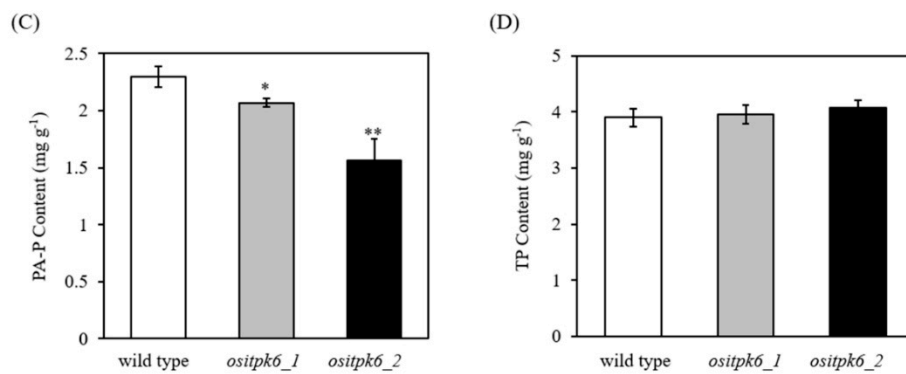 (C)
PA-P Content (mg g⁻¹)
2.5
2
1.5
1
0.5
0
*
**
wild type ositpk6_1 ositpk6_2
(D)
TP Content (mg g⁻¹)
5
4
3
2
1
0
wild type ositpk6_1 ositpk6_2